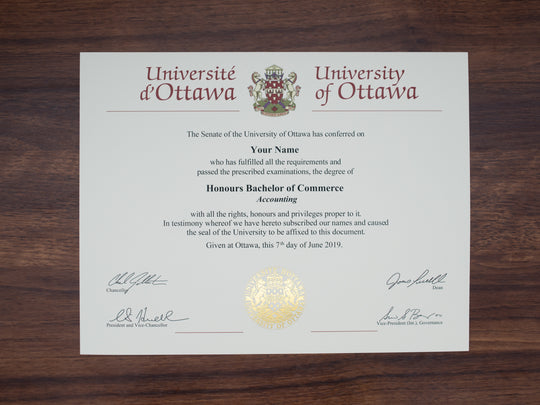 Université
d'Ottawa
University
of Ottawa
The Senate of the University of Ottawa has conferred on
Your Name
who has fulfilled all the requirements and
passed the prescribed examinations, the degree of
Honours Bachelor of Commerce
Accounting
with all the rights, honours and privileges proper to it.
In testimony whereof we have hereto subscribed our names and caused
the seal of the University to be affixed to this document.
Given at Ottawa, this 7th day of June 2019.
Chancellor
Dean
President and Vice-Chancellor
Vice-President (Int.), Governance